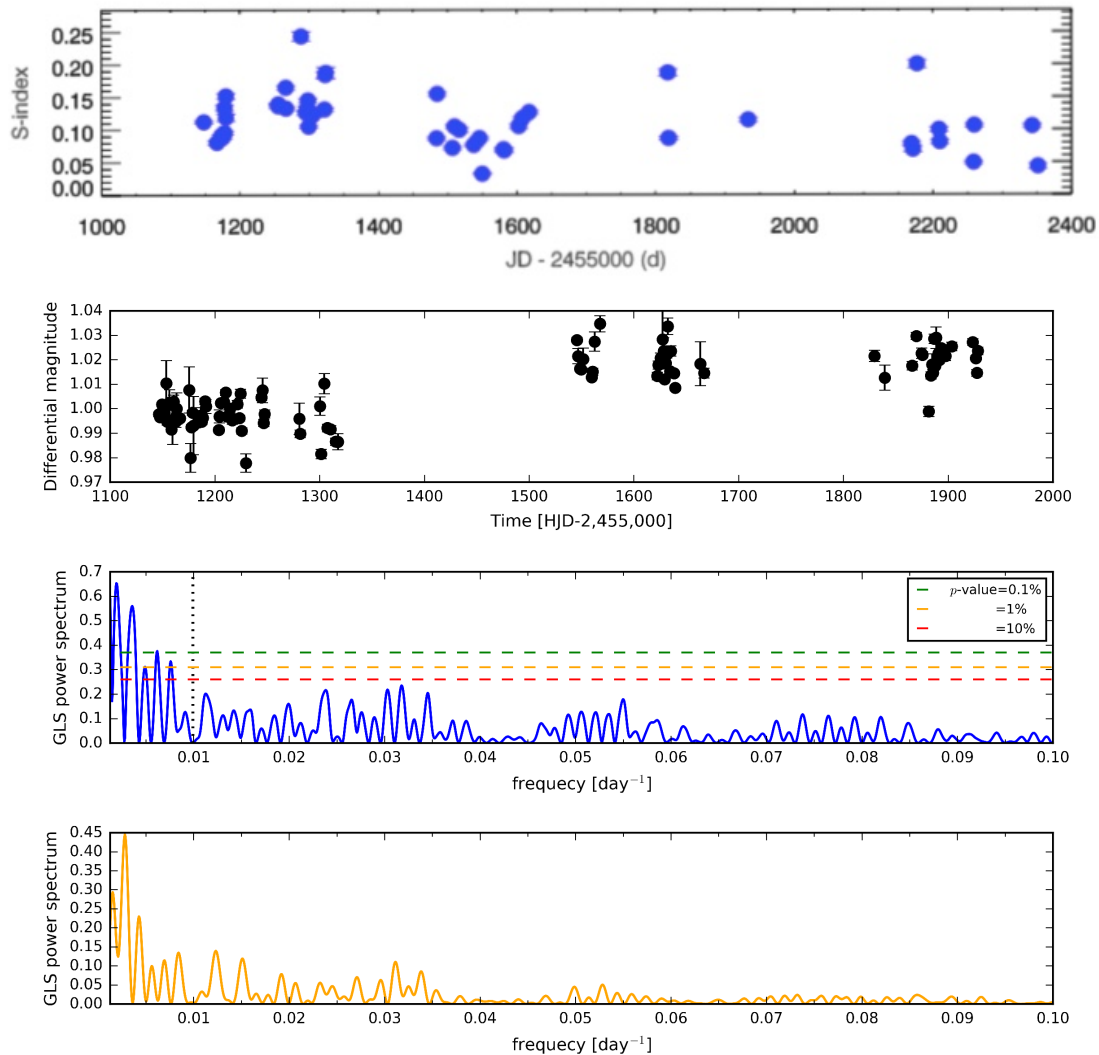 0.25
0.20
0.15
0.10
0.05
0.00
S-index
1000 1200 1400 1600 1800 2000 2200 2400
JD - 2455000 (d)
1.04
1.03
1.02
1.01
1.00
0.99
0.98
0.97
Differential magnitude
1100 1200 1300 1400 1500 1600 1700 1800 1900 2000
Time [HJD-2,455,000]
0.7
0.6
0.5
0.4
0.3
0.2
0.1
0.0
GLS power spectrum
p-value=0.1%
=1%
=10%
0.01 0.02 0.03 0.04 0.05 0.06 0.07 0.08 0.09 0.10
frequecy [day⁻¹]
0.45
0.40
0.35
0.30
0.25
0.20
0.15
0.10
0.05
0.00
GLS power spectrum
0.01 0.02 0.03 0.04 0.05 0.06 0.07 0.08 0.09 0.10
frequecy [day⁻¹]